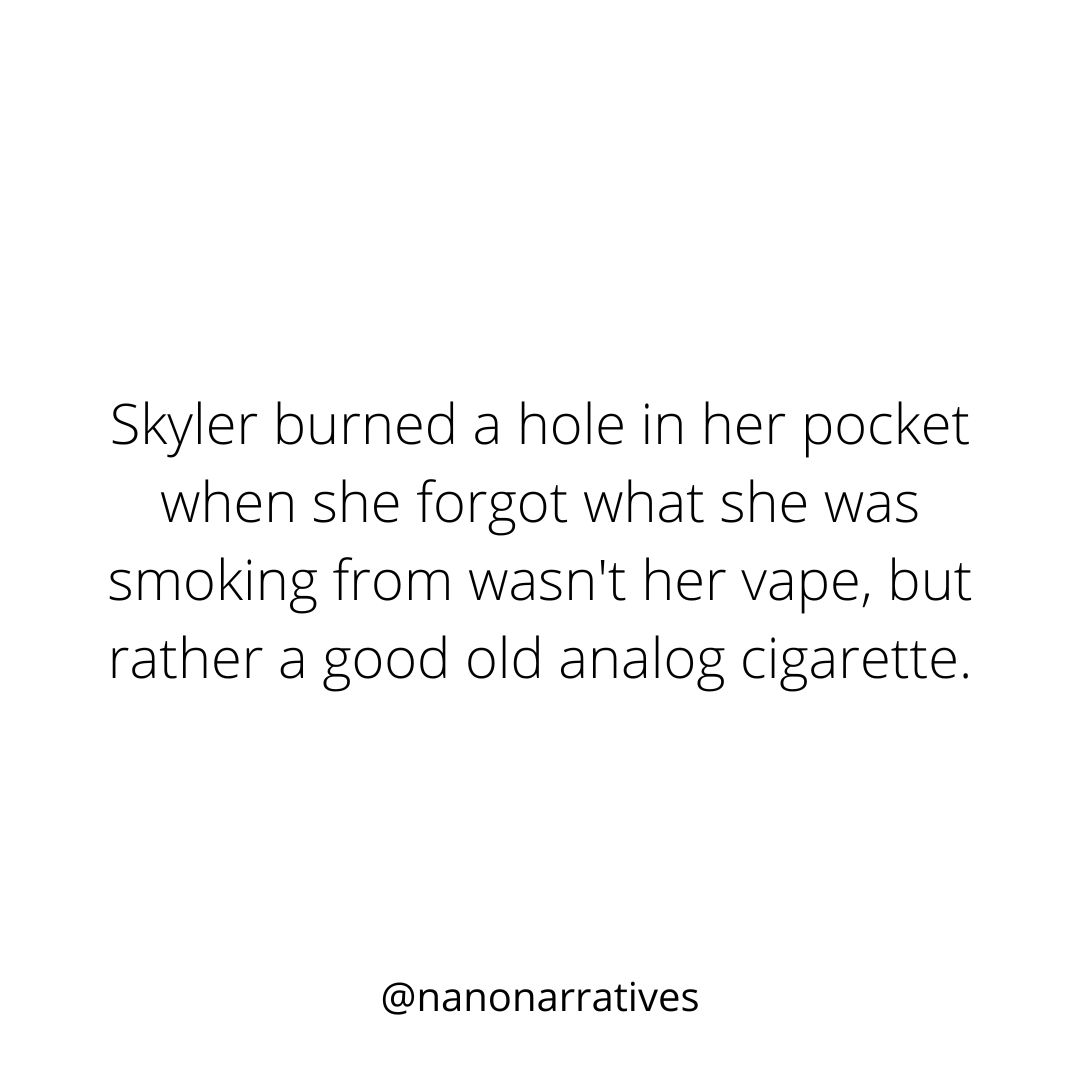 Skyler burned a hole in her pocket
when she forgot what she was
smoking from wasn't her vape, but
rather a good old analog cigarette.
@nanonarratives